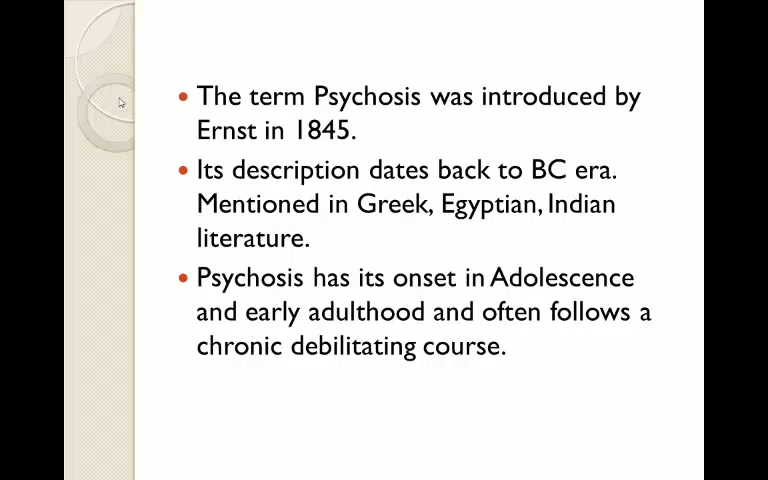 • The term Psychosis was introduced by
Ernst in 1845.
• Its description dates back to BC era.
Mentioned in Greek, Egyptian, Indian
literature.
• Psychosis has its onset in Adolescence
and early adulthood and often follows a
chronic debilitating course.